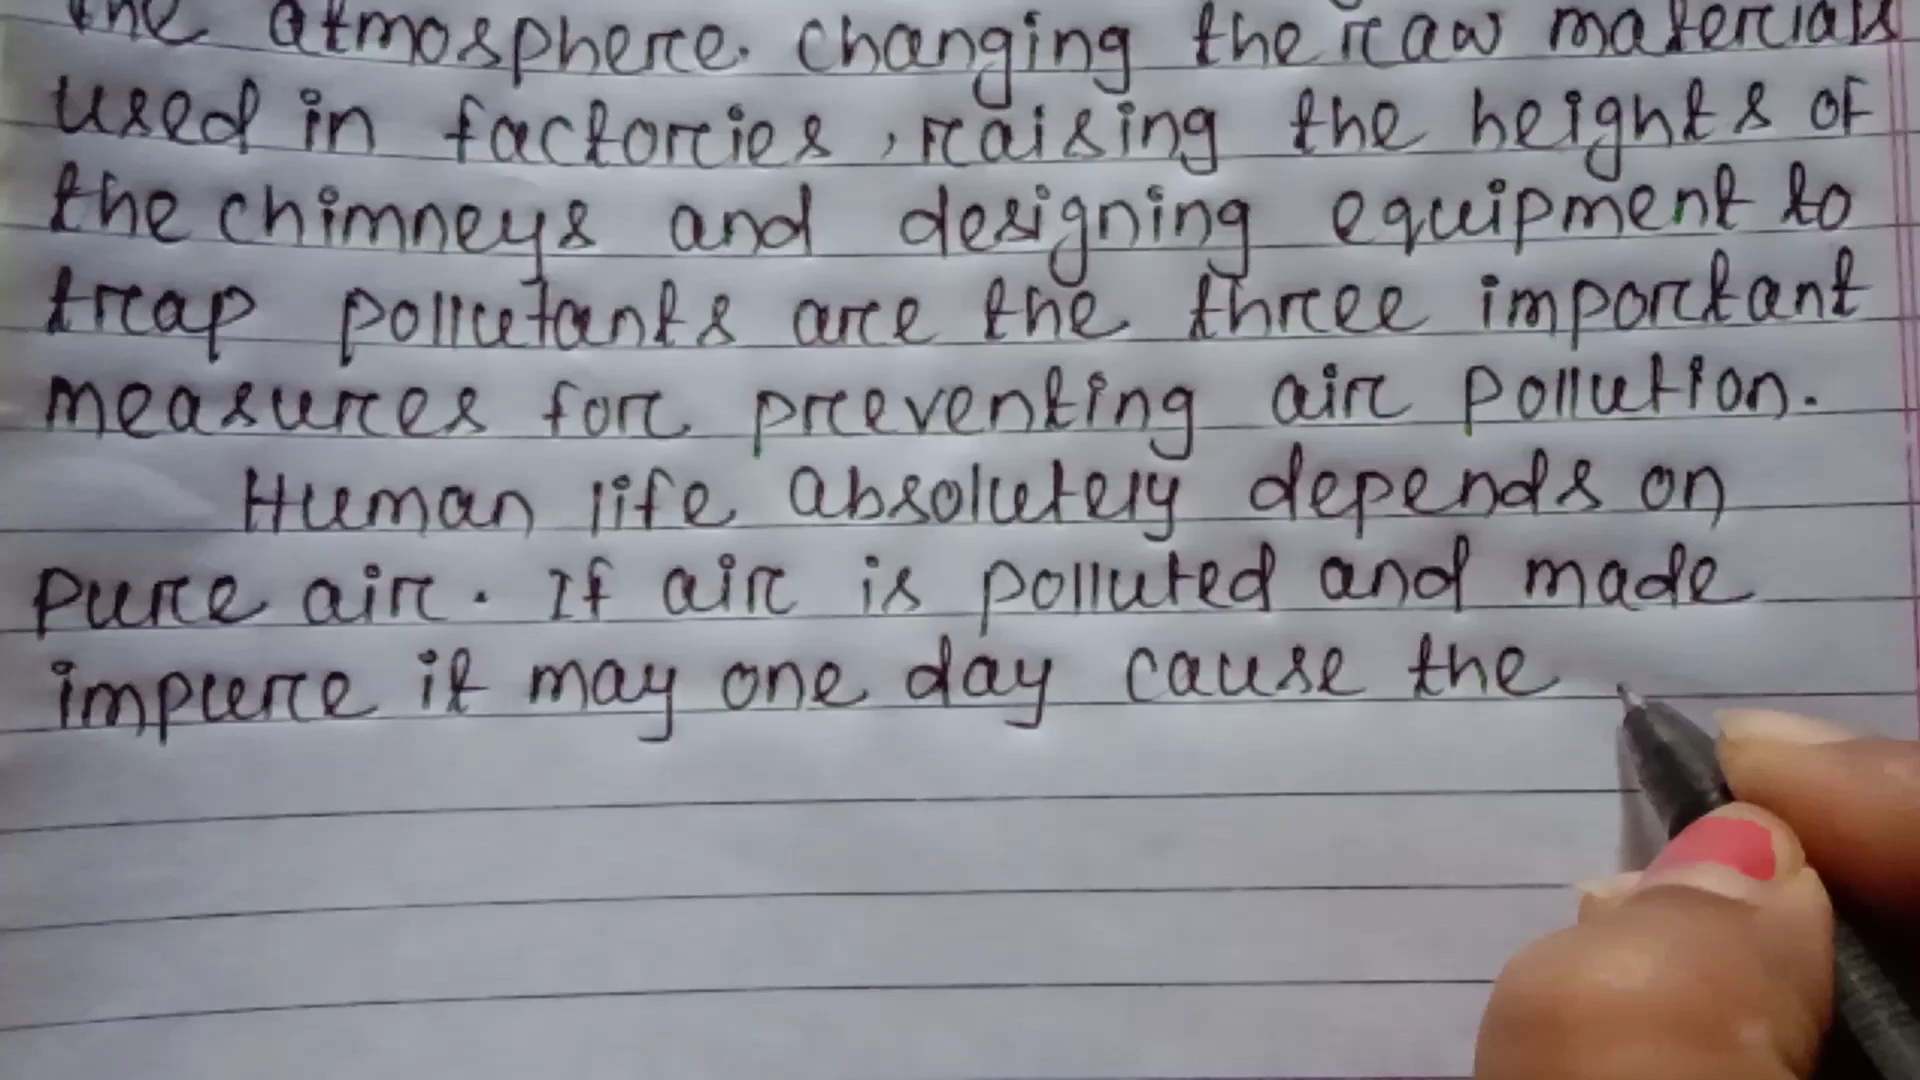 the atmosphere. changing the raw materials
used in factories, raising the heights of
the chimneys and designing equipment to
trap pollutants are the three important
measures for preventing air pollution.
Human life absolutely depends on
pure air. If air is polluted and made
impure it may one day cause the